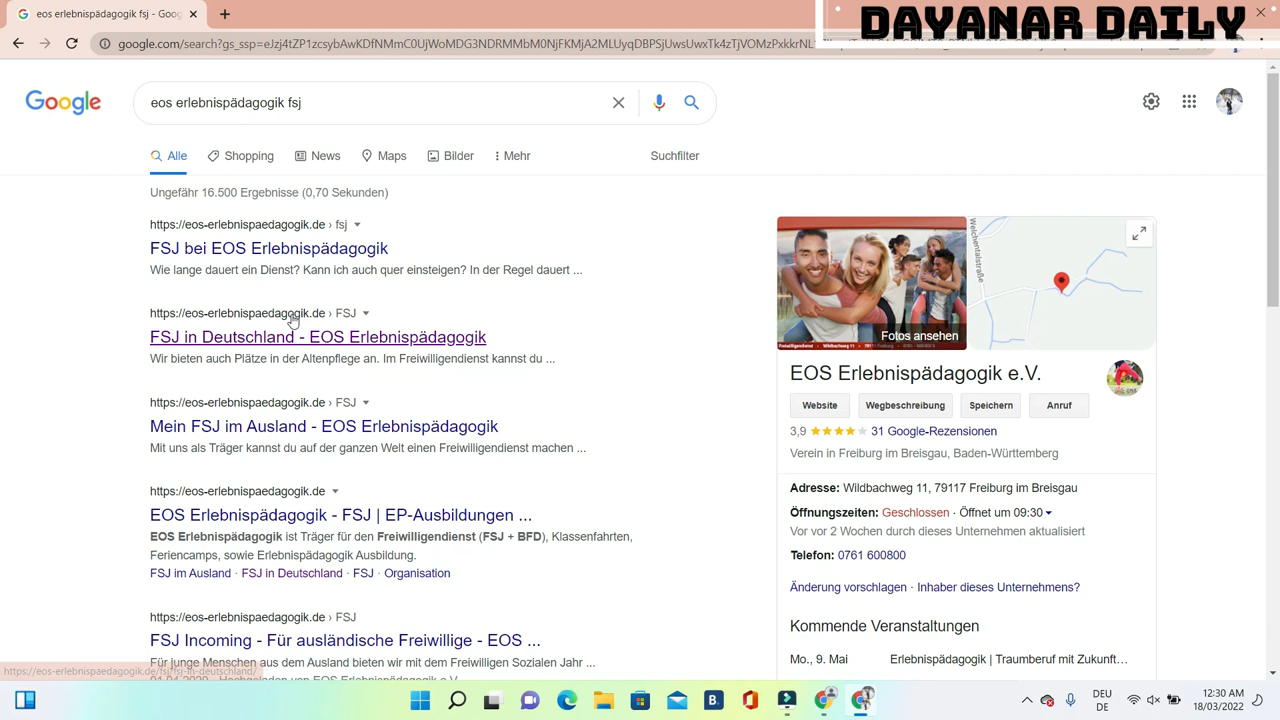 eos erlebnispädagogik fsj - Goo
DAYANAR DAILY
Google
eos erlebnispädagogik fsj
Alle
Shopping
News
Maps
Bilder
Mehr
Suchfilter
Ungefähr 16.500 Ergebnisse (0,70 Sekunden)
https://eos-erlebnispaedagogik.de › fsj
FSJ bei EOS Erlebnispädagogik
Wie lange dauert ein Dienst? Kann ich auch quer einsteigen? In der Regel dauert ...
https://eos-erlebnispaedagogik.de › FSJ
FSJ in Deutschland - EOS Erlebnispädagogik
Wir bieten auch Plätze in der Altenpflege an. Im Freiwilligendienst kannst du ...
https://eos-erlebnispaedagogik.de › FSJ
Mein FSJ im Ausland - EOS Erlebnispädagogik
Mit uns als Träger kannst du auf der ganzen Welt einen Freiwilligendienst machen ...
https://eos-erlebnispaedagogik.de
EOS Erlebnispädagogik - FSJ | EP-Ausbildungen ...
EOS Erlebnispädagogik ist Träger für den Freiwilligendienst (FSJ + BFD), Klassenfahrten,
Feriencamps, sowie Erlebnispädagogik Ausbildung.
FSJ im Ausland · FSJ in Deutschland · FSJ · Organisation
https://eos-erlebnispaedagogik.de › FSJ
FSJ Incoming - Für ausländische Freiwillige - EOS ...
Für junge Menschen aus dem Ausland bieten wir mit dem Freiwilligen Sozialen Jahr ...
https://eos-erlebnispaedagogik.de/fsj/fsj-in-deutschland/
Welchentalstraße
Fotos ansehen
EOS Erlebnispädagogik e.V.
Website
Wegbeschreibung
Speichern
Anruf
3,9
31 Google-Rezensionen
Verein in Freiburg im Breisgau, Baden-Württemberg
Adresse: Wildbachweg 11, 79117 Freiburg im Breisgau
Öffnungszeiten: Geschlossen · Öffnet um 09:30
Vor vor 2 Wochen durch dieses Unternehmen aktualisiert
Telefon: 0761 600800
Änderung vorschlagen · Inhaber dieses Unternehmens?
Kommende Veranstaltungen
Mo., 9. Mai
Erlebnispädagogik | Traumberuf mit Zukunft…
DEU
DE
12:30 AM
18/03/2022